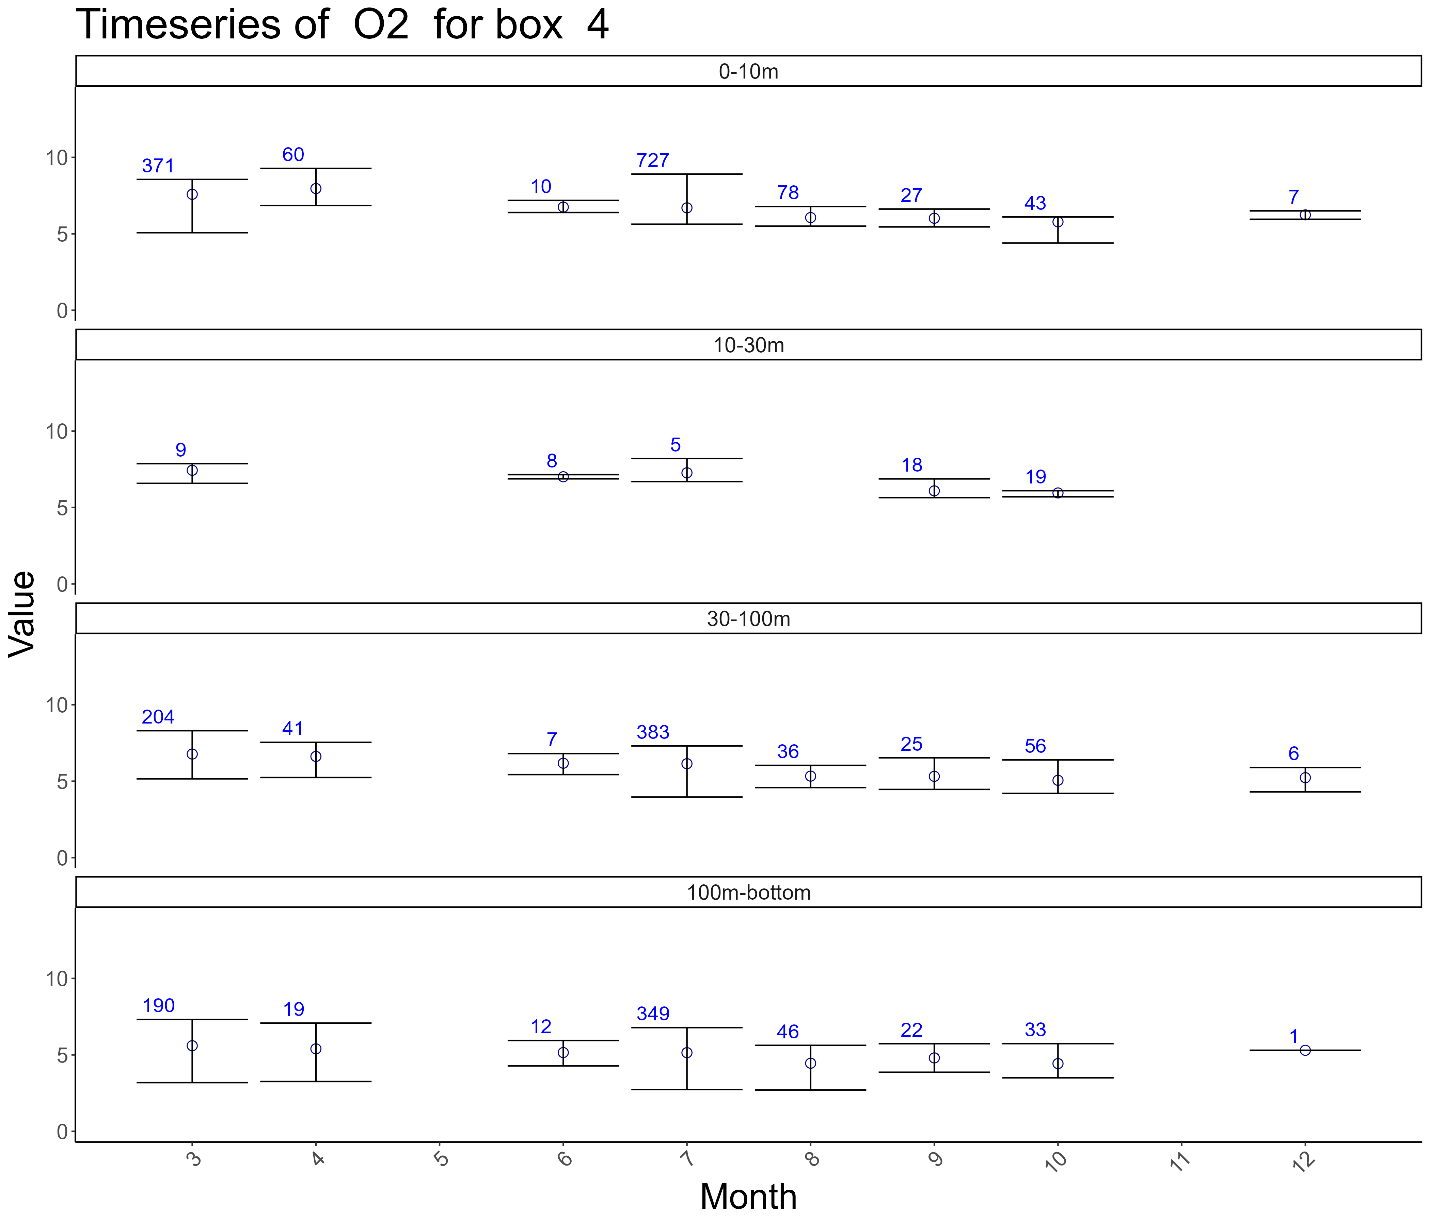 Timeseries of  O2  for box  4
0-10m
371 60 10 727 78 27 43 7
10
5
0
10-30m
9 8 5 18 19
10
5
0
30-100m
204 41 7 383 36 25 56 6
10
5
0
100m-bottom
190 19 12 349 46 22 33 1
10
5
0
3 4 5 6 7 8 9 10 11 12
Month
Value